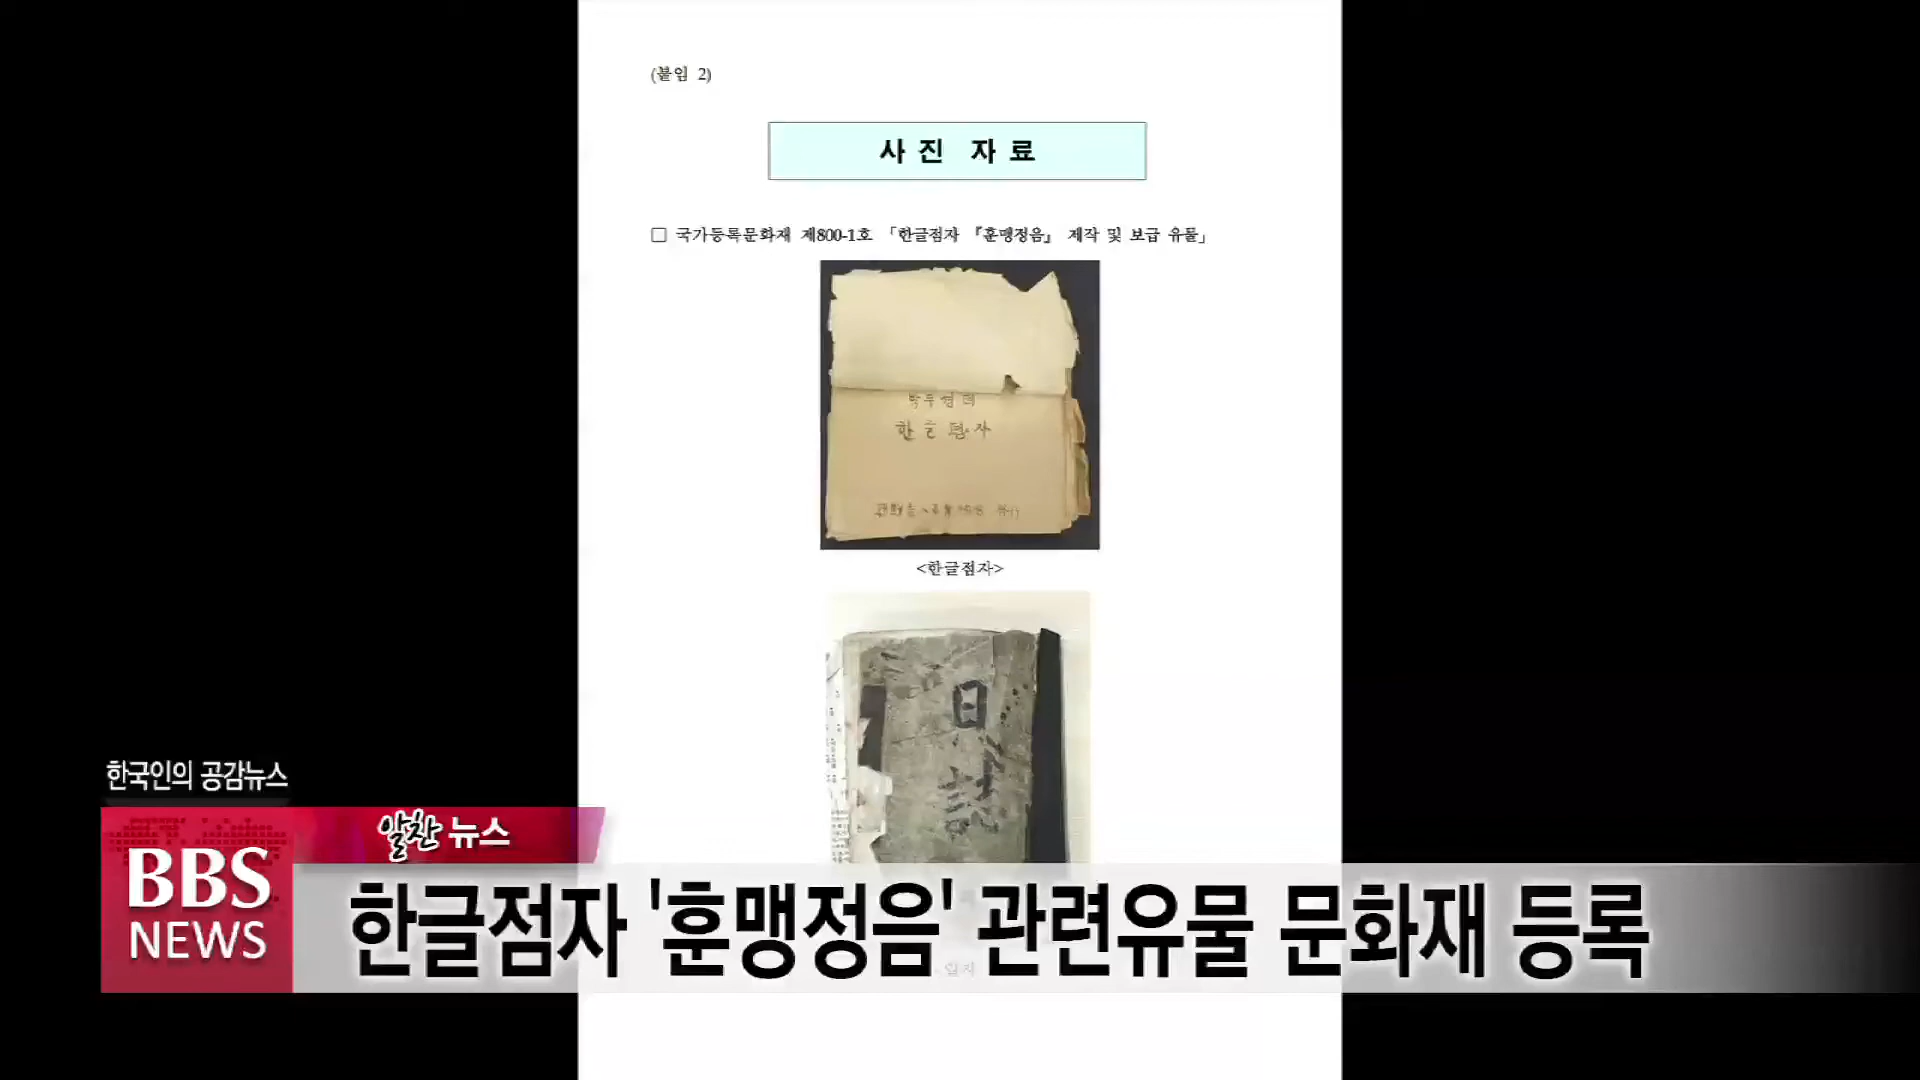 (붙임 2)
사진 자료
□ 국가등록문화재 제800-1호 「한글점자 『훈맹정음』 제작 및 보급 유물」
한글점자
<한글점자>
日誌
한국인의 공감뉴스
알찬 뉴스
BBS
NEWS
한글점자 '훈맹정음' 관련유물 문화재 등록
일지